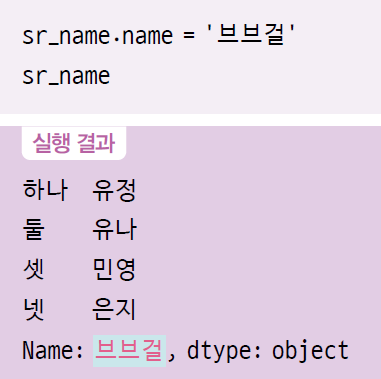 sr_name.name = '브브걸'
sr_name
실행 결과
하나 유정
둘 유나
셋 민영
넷 은지
Name: 브브걸, dtype: object